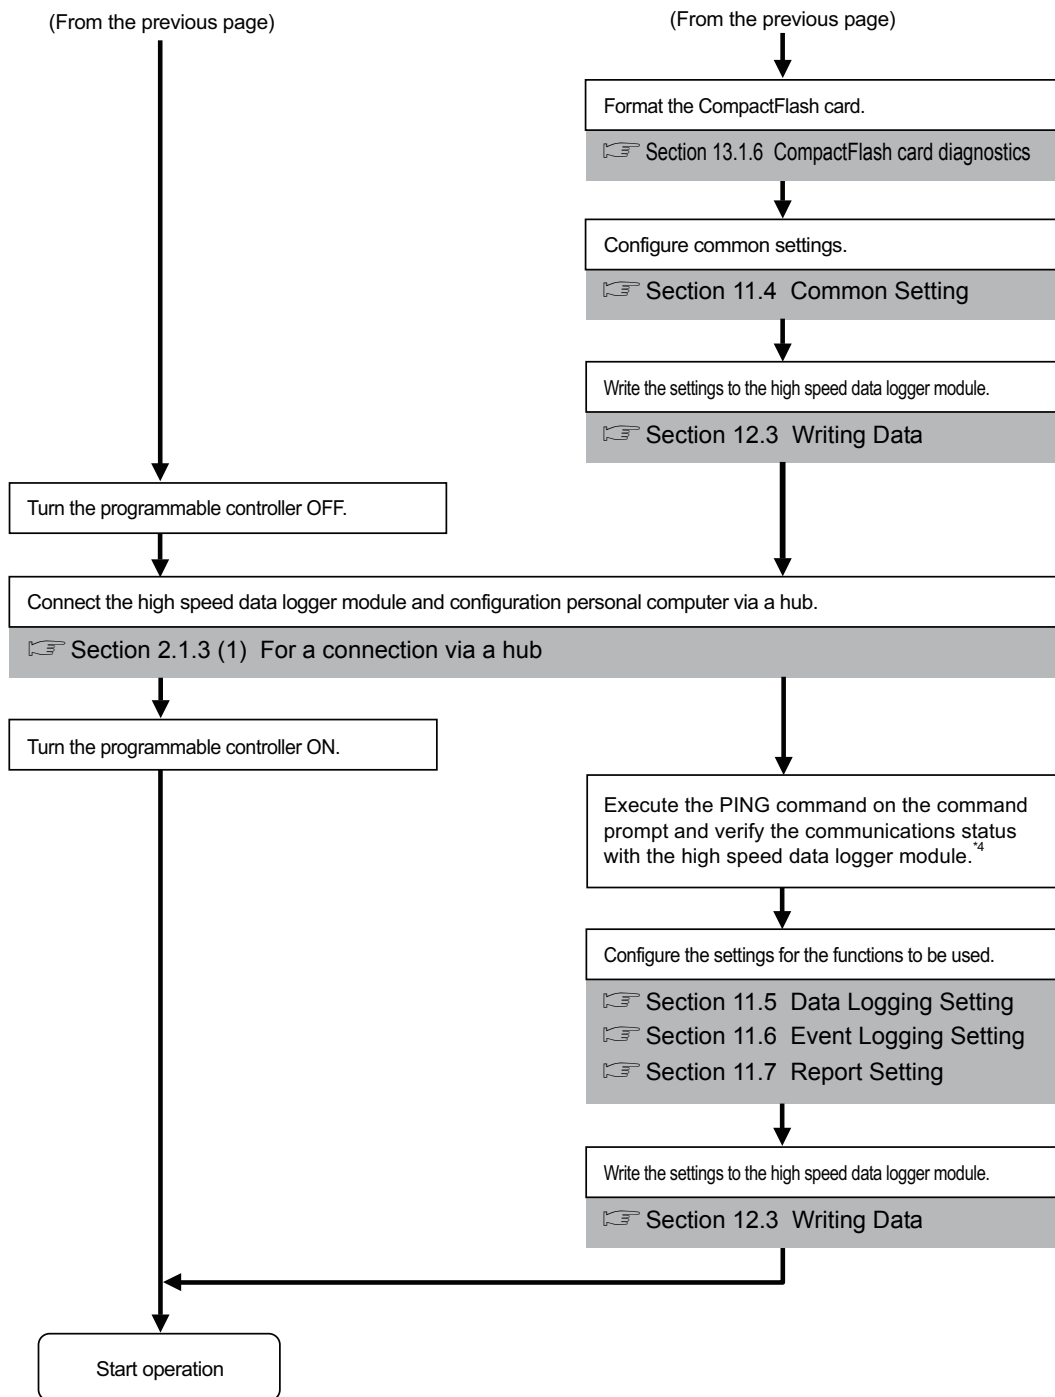 (From the previous page)
(From the previous page)
Format the CompactFlash card.
☞ Section 13.1.6 CompactFlash card diagnostics
Configure common settings.
☞ Section 11.4 Common Setting
Write the settings to the high speed data logger module.
☞ Section 12.3 Writing Data
Turn the programmable controller OFF.
Connect the high speed data logger module and configuration personal computer via a hub.
☞ Section 2.1.3 (1) For a connection via a hub
Turn the programmable controller ON.
Execute the PING command on the command
prompt and verify the communications status
with the high speed data logger module.*4
Configure the settings for the functions to be used.
☞ Section 11.5 Data Logging Setting
☞ Section 11.6 Event Logging Setting
☞ Section 11.7 Report Setting
Write the settings to the high speed data logger module.
☞ Section 12.3 Writing Data
Start operation